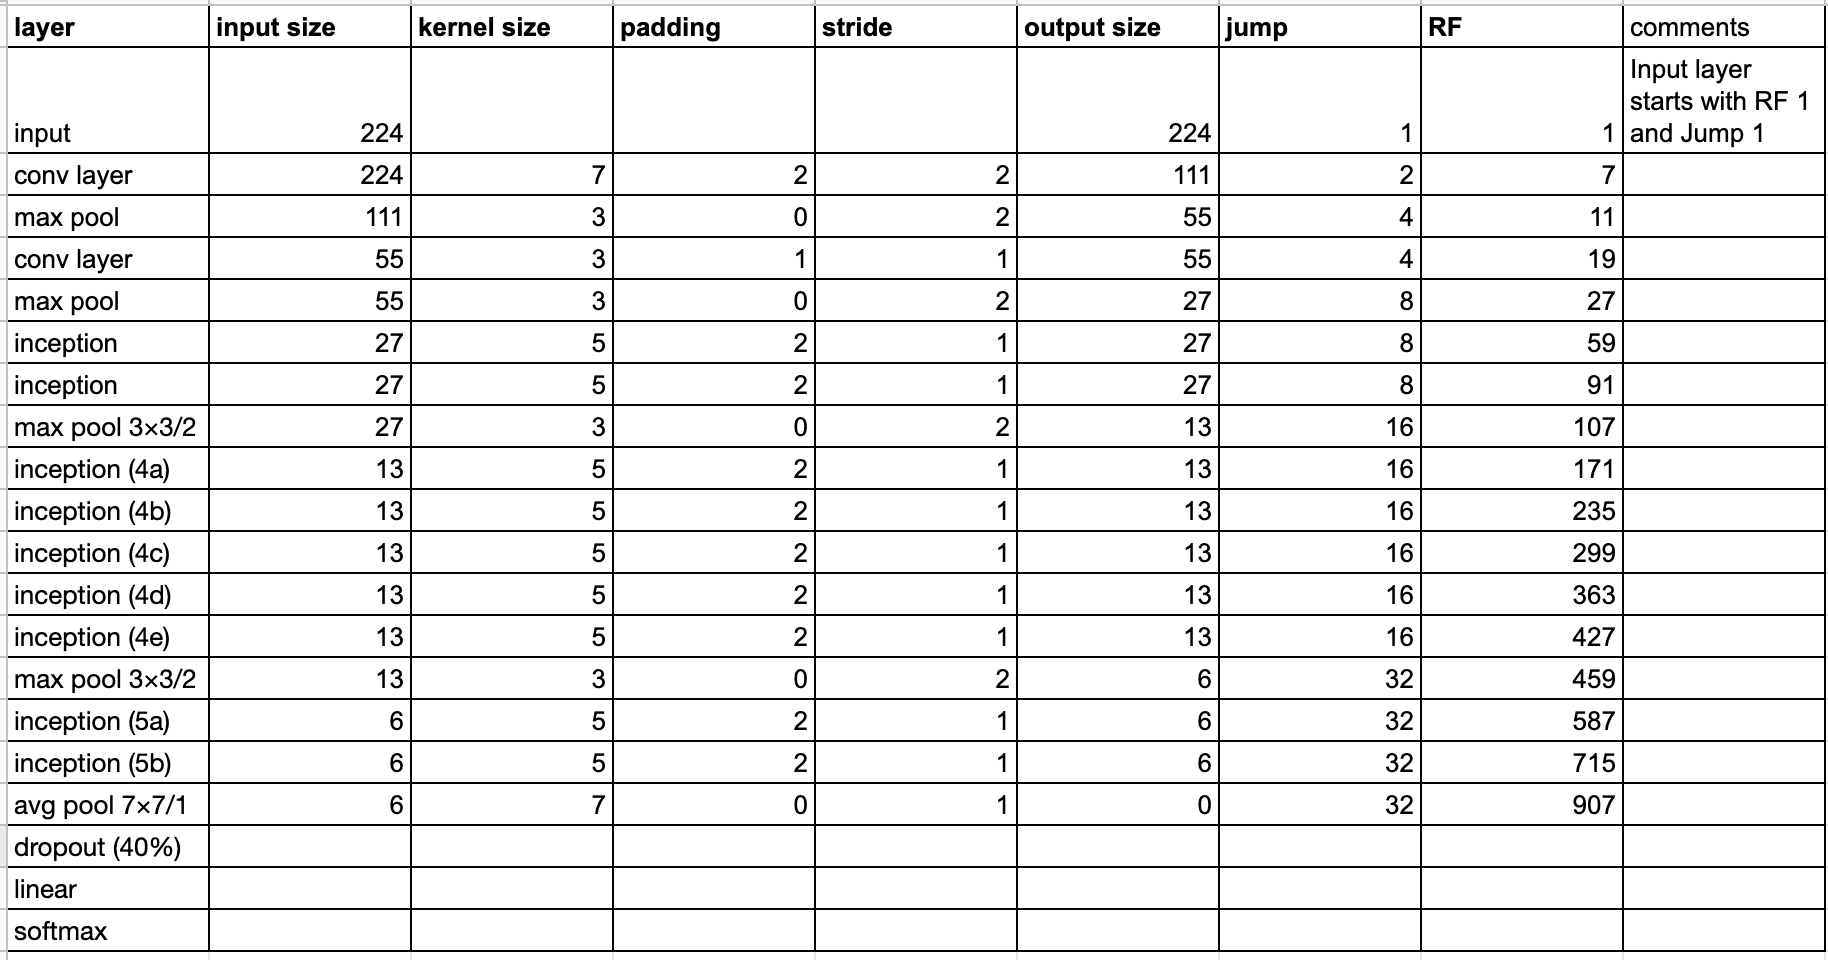 layer input size kernel size padding stride output size jump RF comments
Input layer
starts with RF 1
input 224 224 1 1 and Jump 1
conv layer 224 7 2 2 111 2 7
max pool 111 3 0 2 55 4 11
conv layer 55 3 1 1 55 4 19
max pool 55 3 0 2 27 8 27
inception 27 5 2 1 27 8 59
inception 27 5 2 1 27 8 91
max pool 3×3/2 27 3 0 2 13 16 107
inception (4a) 13 5 2 1 13 16 171
inception (4b) 13 5 2 1 13 16 235
inception (4c) 13 5 2 1 13 16 299
inception (4d) 13 5 2 1 13 16 363
inception (4e) 13 5 2 1 13 16 427
max pool 3×3/2 13 3 0 2 6 32 459
inception (5a) 6 5 2 1 6 32 587
inception (5b) 6 5 2 1 6 32 715
avg pool 7×7/1 6 7 0 1 0 32 907
dropout (40%)
linear
softmax